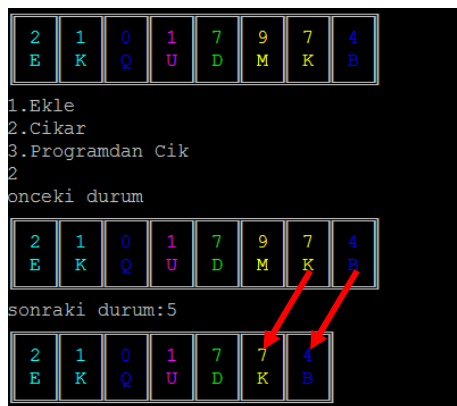 2 1 0 1 7 9 7 4
E K Q U D M K B
1.Ekle
2.Cikar
3.Programdan Cik
2
onceki durum
2 1 0 1 7 9 7 4
E K Q U D M K B
sonraki durum:5
2 1 0 1 7 7 4
E K Q U D K B